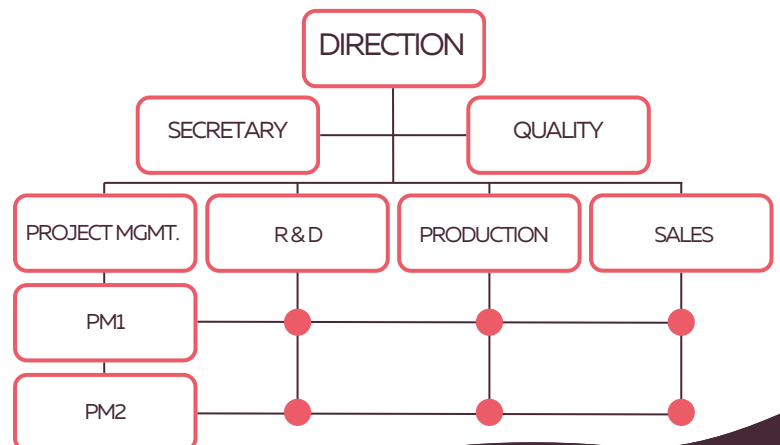 DIRECTION
SECRETARY
QUALITY
PROJECT MGMT.
R & D
PRODUCTION
SALES
PM1
PM2